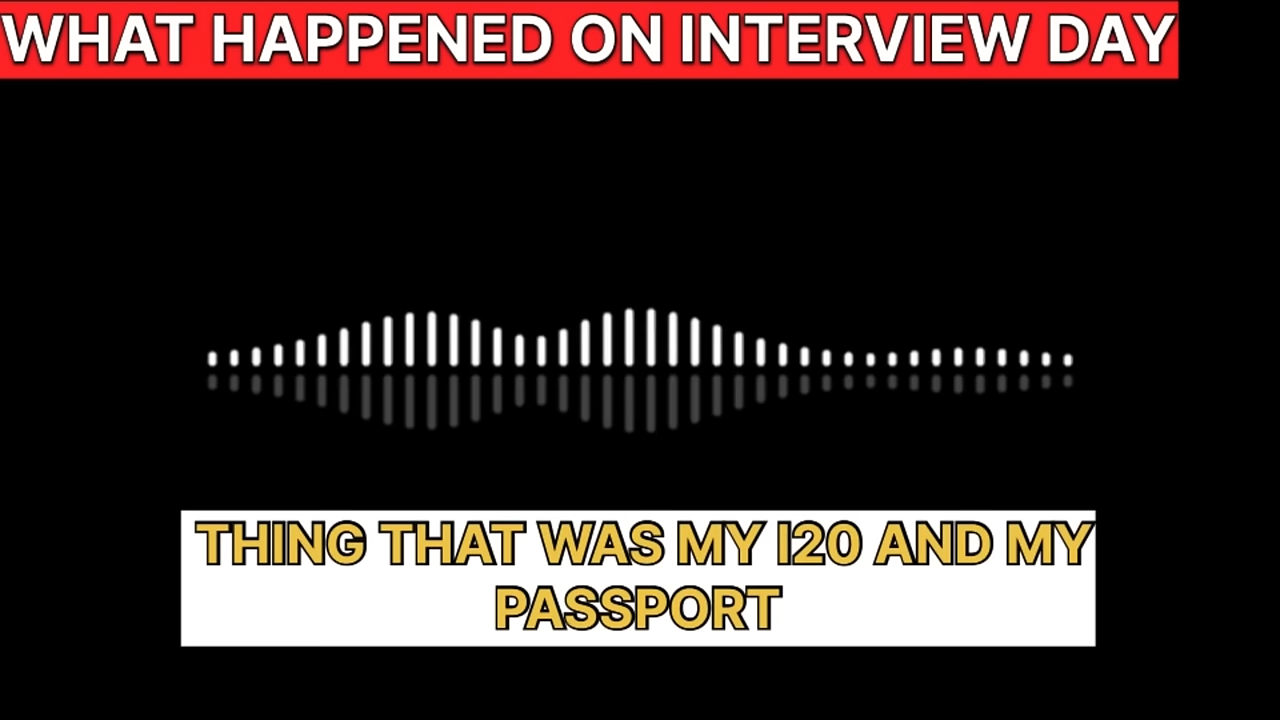 WHAT HAPPENED ON INTERVIEW DAY
THING THAT WAS MY I20 AND MY
PASSPORT